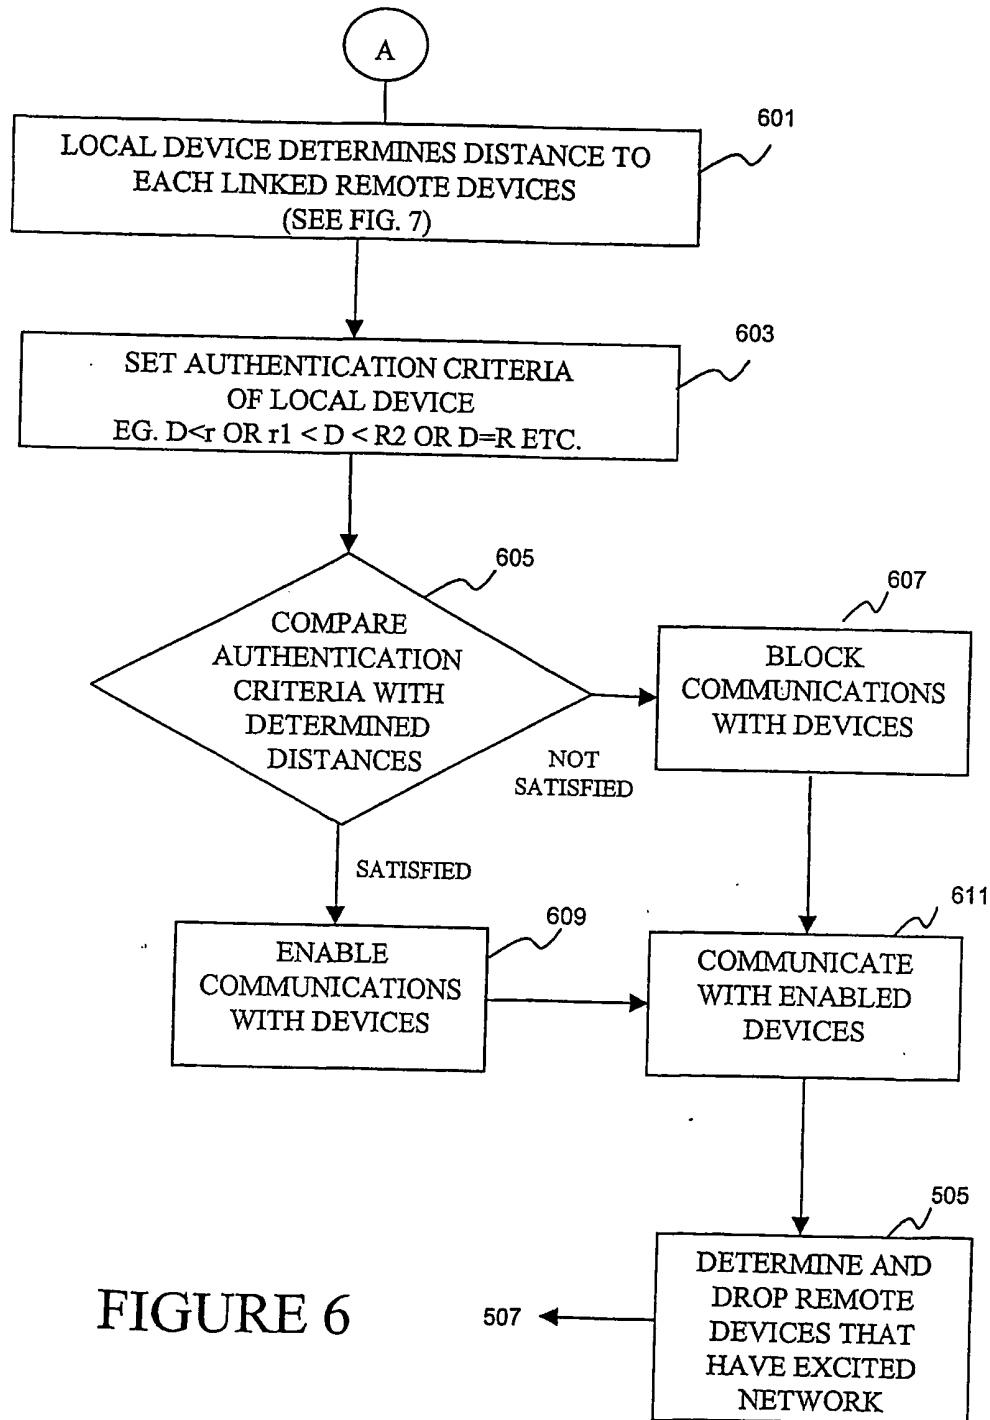 A
601
LOCAL DEVICE DETERMINES DISTANCE TO
EACH LINKED REMOTE DEVICES
(SEE FIG. 7)
603
SET AUTHENTICATION CRITERIA
OF LOCAL DEVICE
EG. D<r OR r1 < D < R2 OR D=R ETC.
605
COMPARE
AUTHENTICATION
CRITERIA WITH
DETERMINED
DISTANCES
607
BLOCK
COMMUNICATIONS
WITH DEVICES
NOT
SATISFIED
SATISFIED
609
ENABLE
COMMUNICATIONS
WITH DEVICES
611
COMMUNICATE
WITH ENABLED
DEVICES
505
DETERMINE AND
DROP REMOTE
DEVICES THAT
HAVE EXCITED
NETWORK
507
FIGURE 6